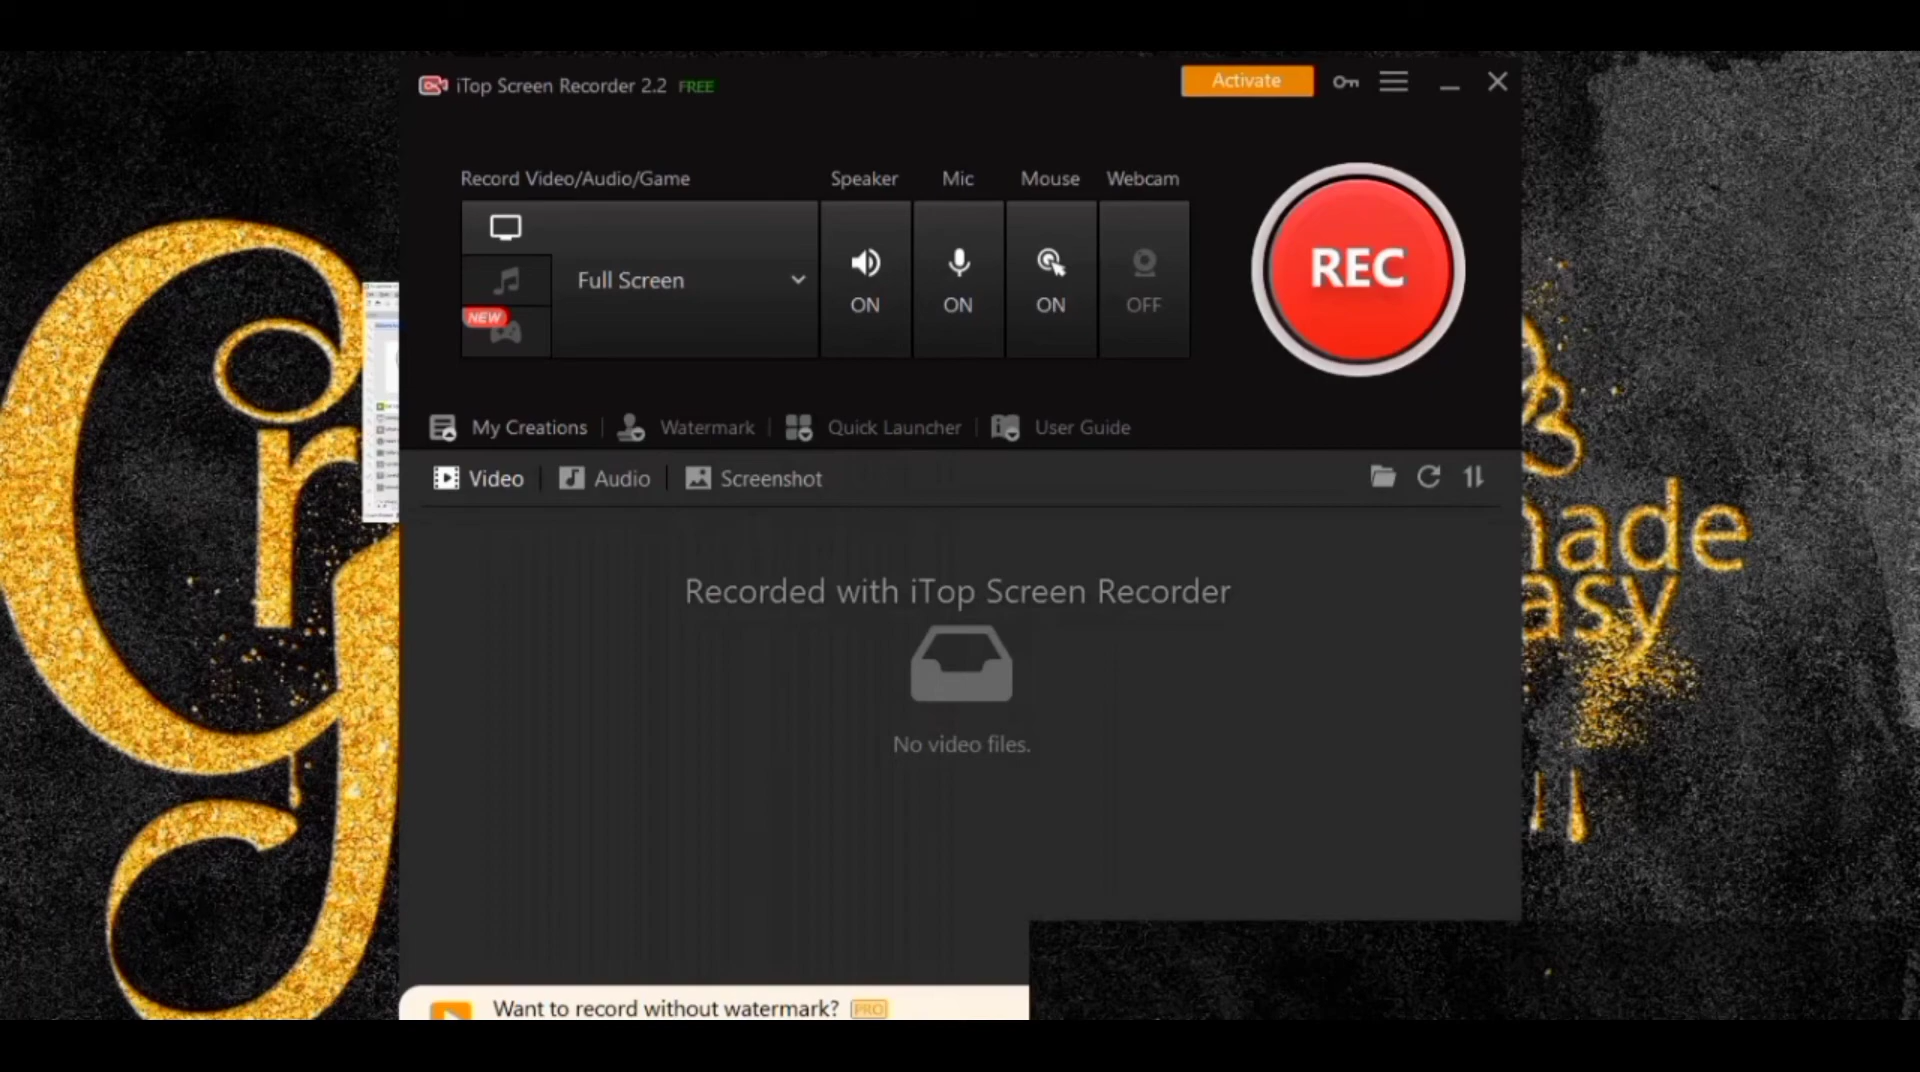 iTop Screen Recorder 2.2 FREE
Activate
Record Video/Audio/Game
Speaker
Mic
Mouse
Webcam
NEW
Full Screen
ON
ON
ON
OFF
REC
My Creations
Watermark
Quick Launcher
User Guide
Video
Audio
Screenshot
Recorded with iTop Screen Recorder
No video files.
Want to record without watermark? PRO